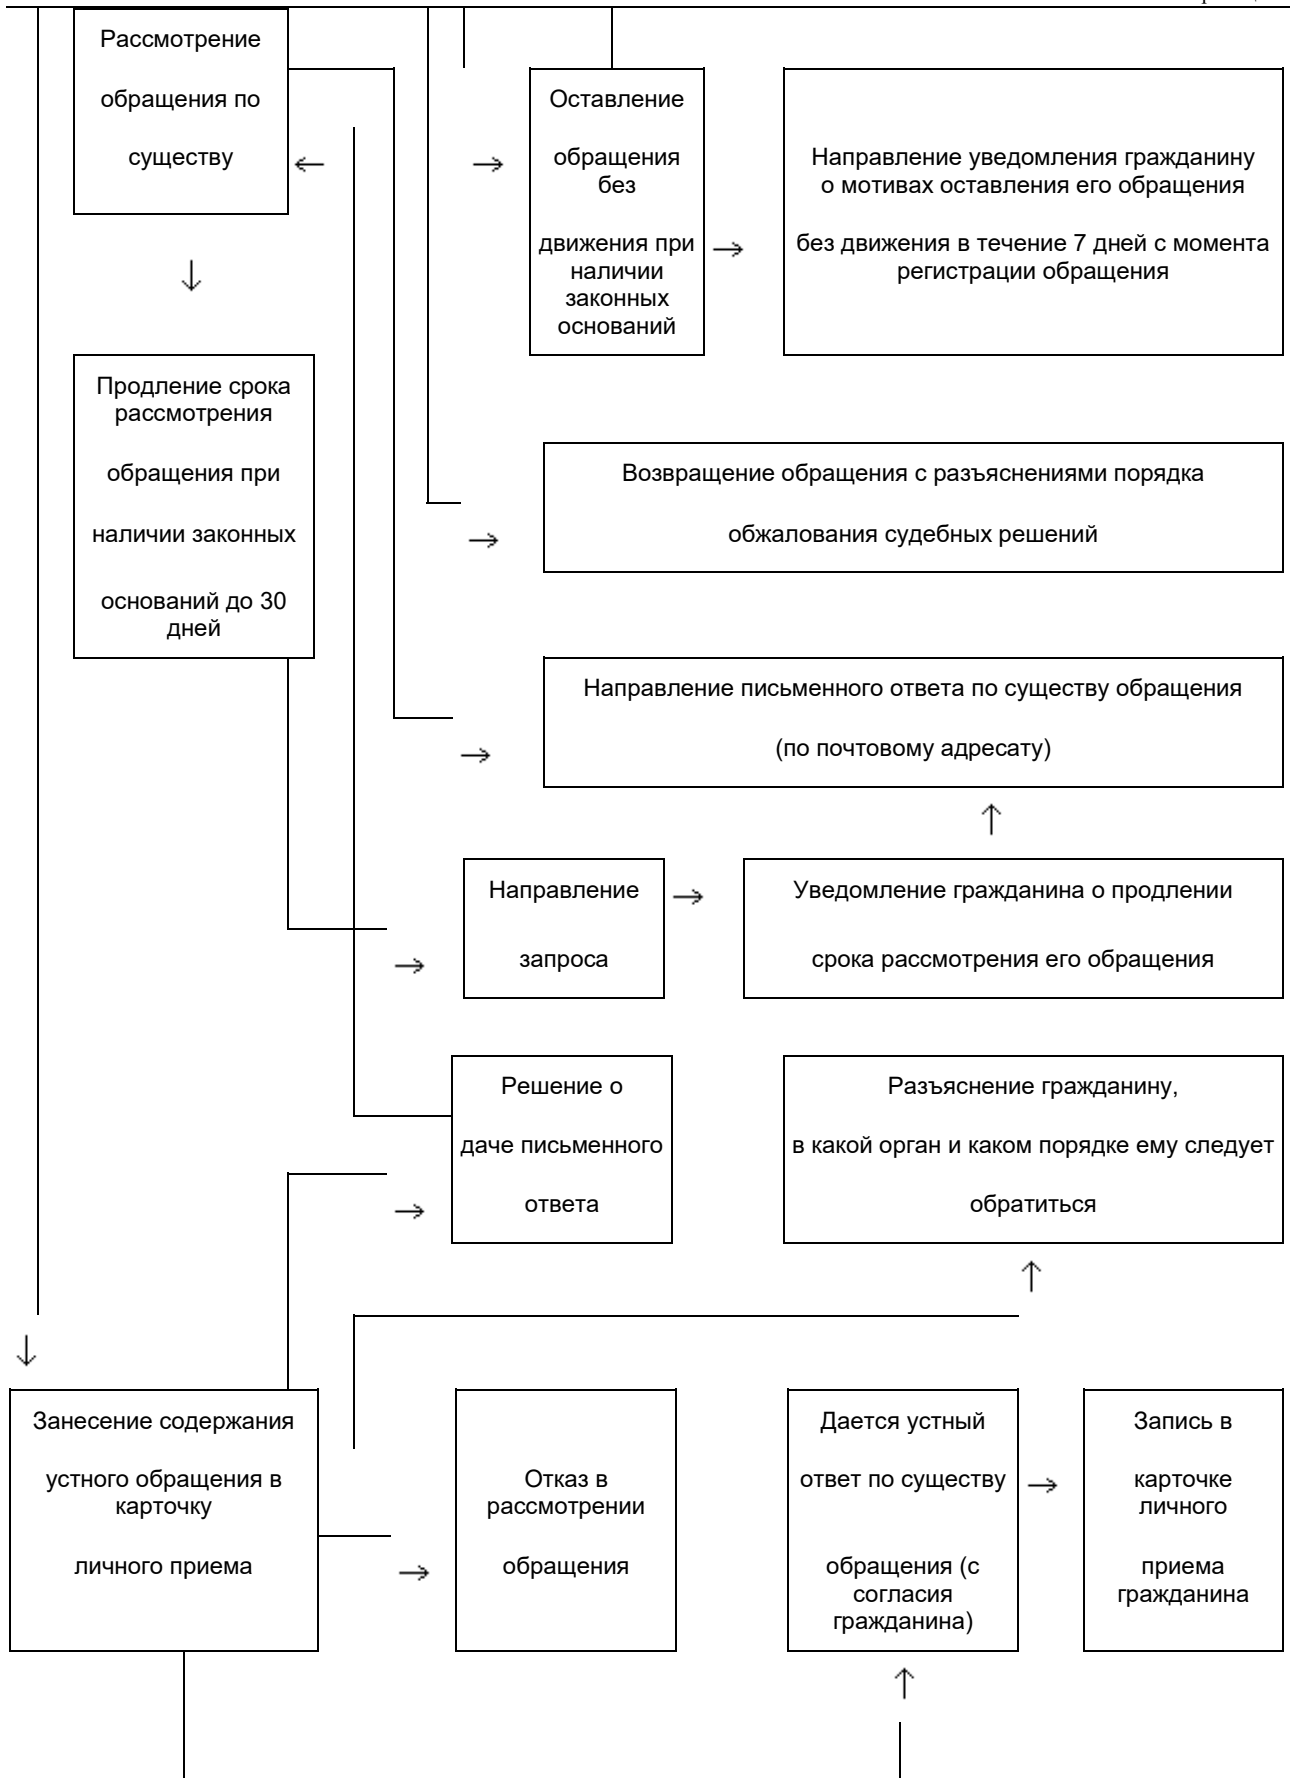 Рассмотрение
обращения по
существу
Оставление
обращения
без
движения при
наличии
законных
оснований
Направление уведомления гражданину
о мотивах оставления его обращения
без движения в течение 7 дней с момента
регистрации обращения
Продление срока
рассмотрения
обращения при
наличии законных
оснований до 30
дней
Возвращение обращения с разъяснениями порядка
обжалования судебных решений
Направление письменного ответа по существу обращения
(по почтовому адресату)
Направление
запроса
Уведомление гражданина о продлении
срока рассмотрения его обращения
Решение о
даче письменного
ответа
Разъяснение гражданину,
в какой орган и каком порядке ему следует
обратиться
Занесение содержания
устного обращения в
карточку
личного приема
Отказ в
рассмотрении
обращения
Дается устный
ответ по существу
обращения (с
согласия
гражданина)
Запись в
карточке
личного
приема
гражданина